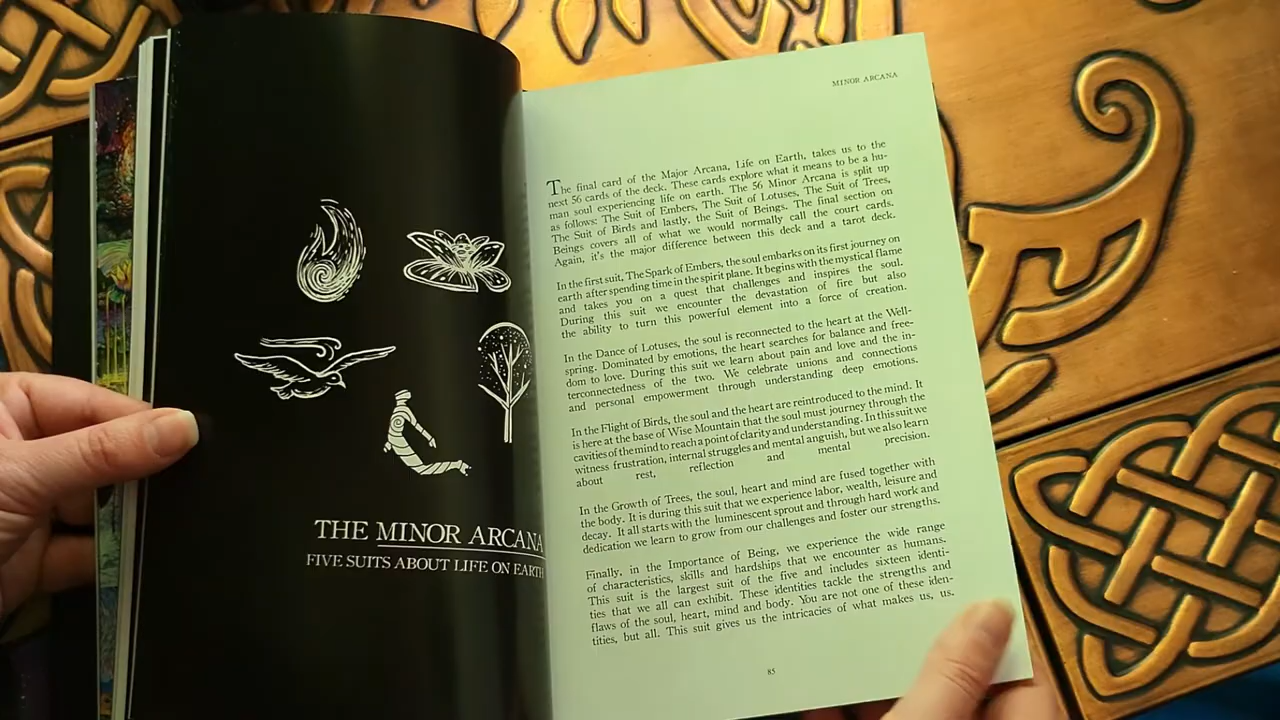 THE MINOR ARCANA
FIVE SUITS ABOUT LIFE ON EARTH
MINOR ARCANA
The final card of the Major Arcana, Life on Earth, takes us to the
next 56 cards of the deck. These cards explore what it means to be a hu-
man soul experiencing life on earth. The 56 Minor Arcana is split up
as follows: The Suit of Embers, The Suit of Lotuses, The Suit of Trees,
The Suit of Birds and lastly, the Suit of Beings. The final section on
Beings covers all of what we would normally call the court cards.
Again, it's the major difference between this deck and a tarot deck.
In the first suit, The Spark of Embers, the soul embarks on its first journey on
earth after spending time in the spirit plane. It begins with the mystical flame
and takes you on a quest that challenges and inspires the soul.
During this suit we encounter the devastation of fire but also
the ability to turn this powerful element into a force of creation.
In the Dance of Lotuses, the soul is reconnected to the heart at the Well-
spring. Dominated by emotions, the heart searches for balance and free-
dom to love. During this suit we learn about pain and love and the in-
terconnectedness of the two. We celebrate unions and connections
and personal empowerment through understanding deep emotions.
In the Flight of Birds, the soul and the heart are reintroduced to the mind. It
is here at the base of Wise Mountain that the soul must journey through the
cavities of the mind to reach a point of clarity and understanding. In this suit we
witness frustration, internal struggles and mental anguish, but we also learn
about rest, reflection and mental precision.
In the Growth of Trees, the soul, heart and mind are fused together with
the body. It is during this suit that we experience labor, wealth, leisure and
decay. It all starts with the luminescent sprout and through hard work and
dedication we learn to grow from our challenges and foster our strengths.
Finally, in the Importance of Being, we experience the wide range
of characteristics, skills and hardships that we encounter as humans.
This suit is the largest suit of the five and includes sixteen identi-
ties that we all can exhibit. These identities tackle the strengths and
flaws of the soul, heart, mind and body. You are not one of these iden-
tities, but all. This suit gives us the intricacies of what makes us, us.
85